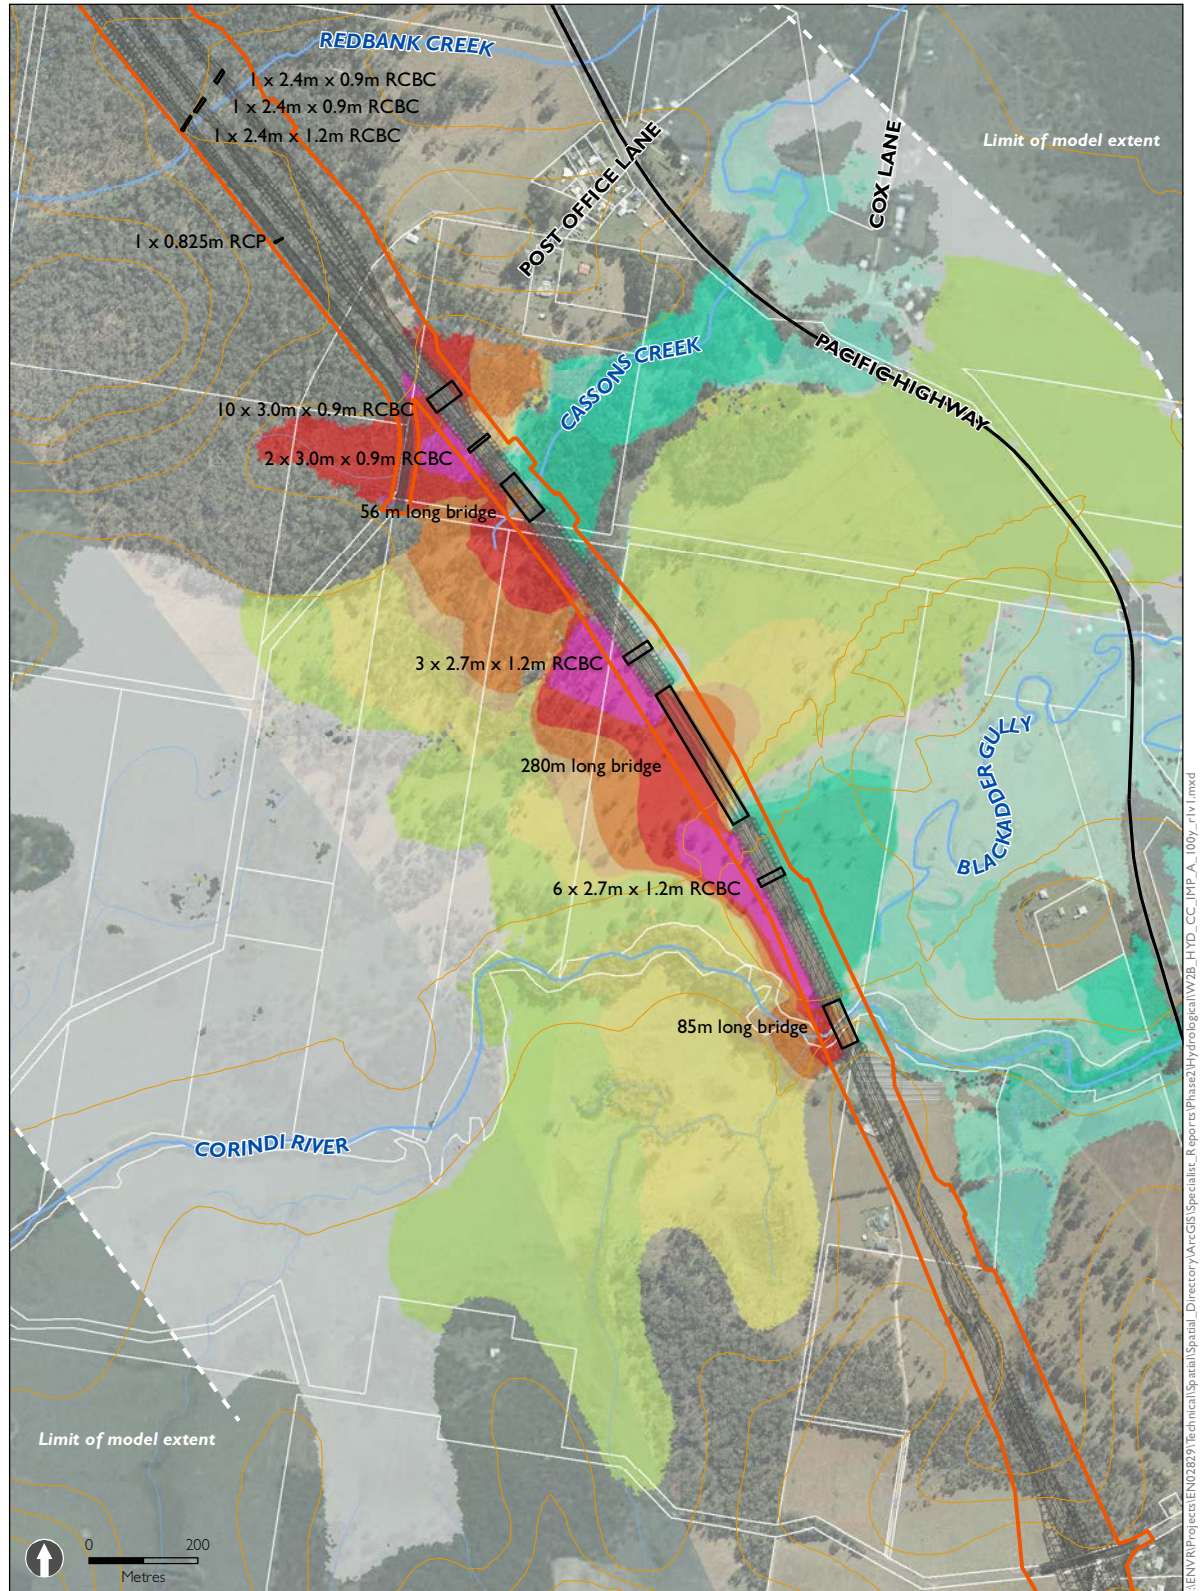 REDBANK CREEK
1 x 2.4m x 0.9m RCBC
1 x 2.4m x 0.9m RCBC
1 x 2.4m x 1.2m RCBC
POST OFFICE LANE
COX LANE
Limit of model extent
1 x 0.825m RCP
CASSONS CREEK
PACIFIC HIGHWAY
10 x 3.0m x 0.9m RCBC
2 x 3.0m x 0.9m RCBC
56 m long bridge
3 x 2.7m x 1.2m RCBC
280m long bridge
BLACKADDER GULLY
6 x 2.7m x 1.2m RCBC
85m long bridge
CORINDI RIVER
Limit of model extent
0 200
Metres
ENVR\Projects\EN02829\Technical\Spatial\Spatial_Directory\ArcGIS\Specialist_Reports\Phase2\Hydrological\W2B_HYD_CC_IMP_A_100y_r1v1.mxd